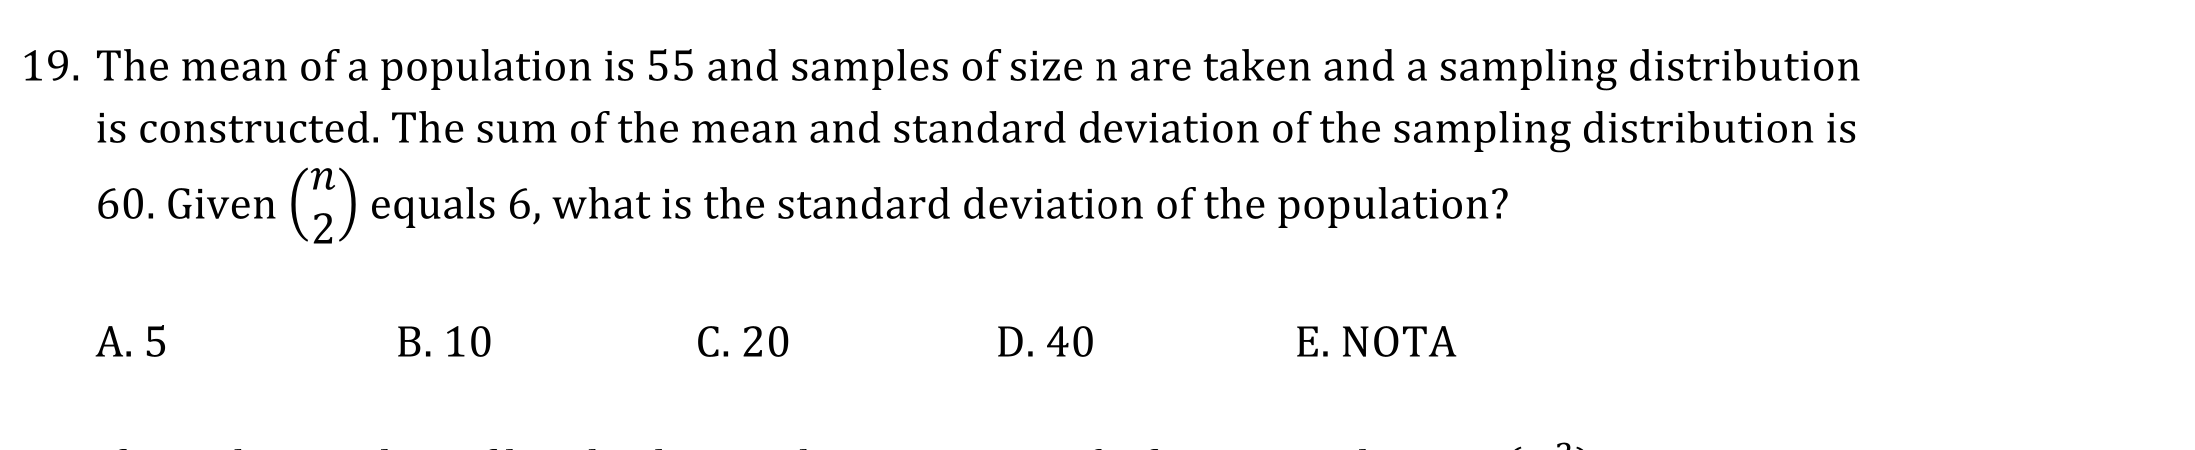 19. The mean of a population is 55 and samples of size n are taken and a sampling distribution
is constructed. The sum of the mean and standard deviation of the sampling distribution is
60. Given (n 2) equals 6, what is the standard deviation of the population?
A. 5 B. 10 C. 20 D. 40 E. NOTA